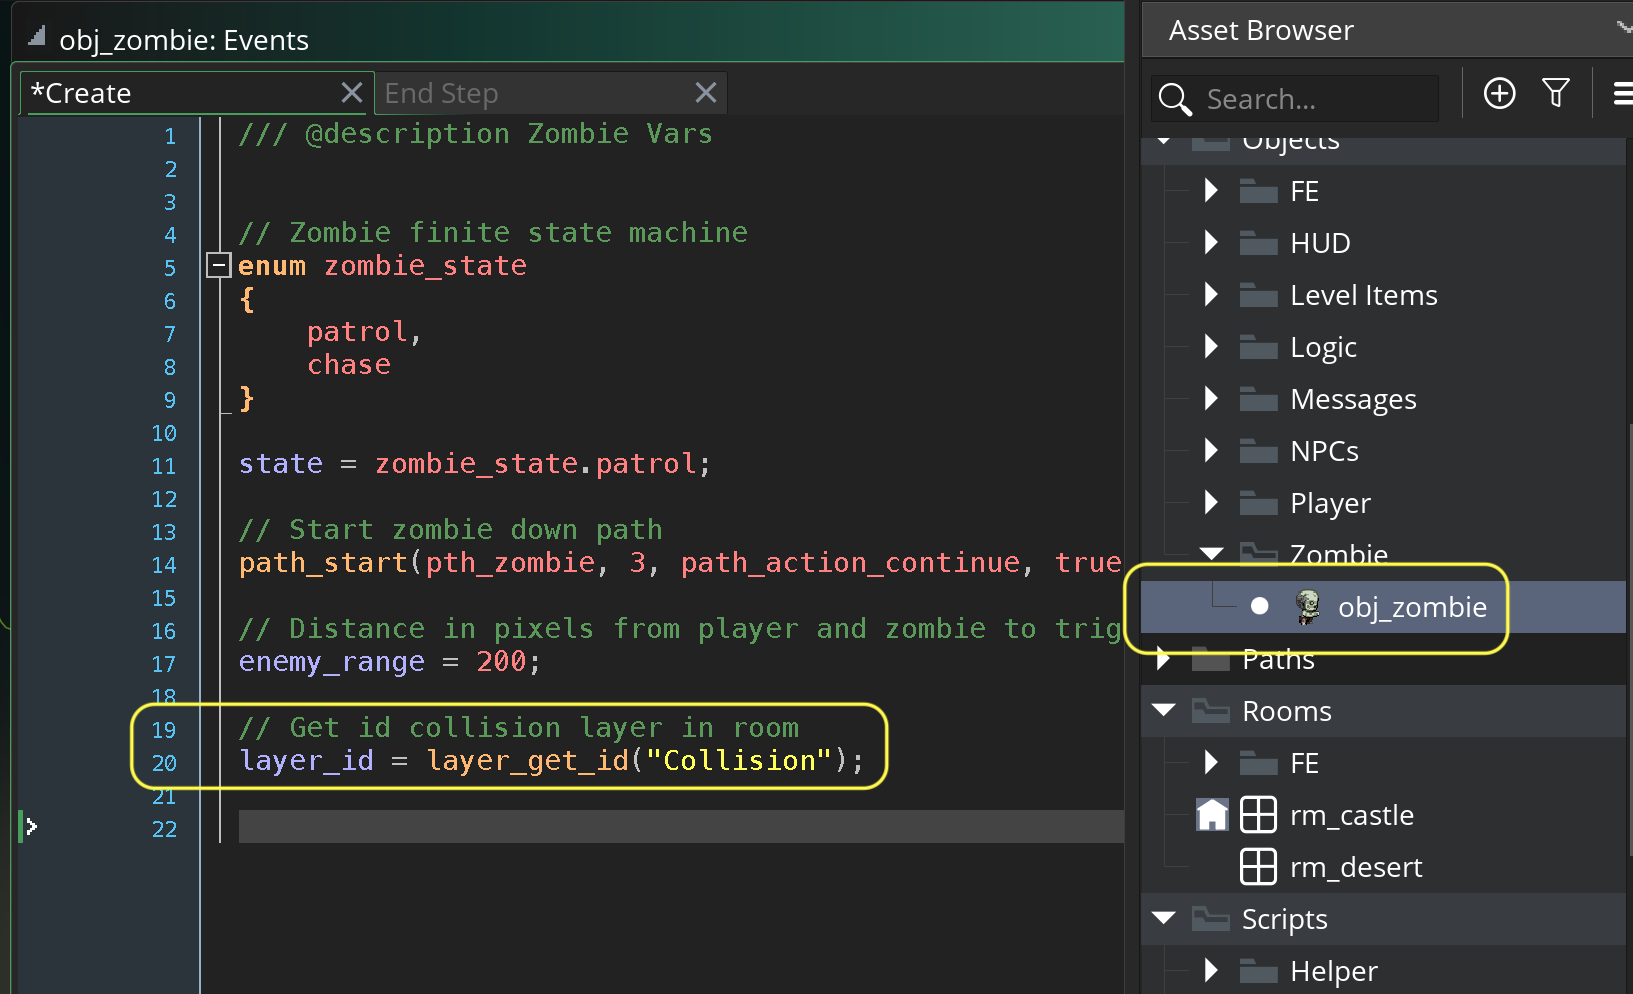 obj_zombie: Events
*Create
End Step
1 /// @description Zombie Vars
2
3
4 // Zombie finite state machine
5 enum zombie_state
6 {
7 patrol,
8 chase
9 }
10
11 state = zombie_state.patrol;
12
13 // Start zombie down path
14 path_start(pth_zombie, 3, path_action_continue, true
15
16 // Distance in pixels from player and zombie to trig
17 enemy_range = 200;
18
19 // Get id collision layer in room
20 layer_id = layer_get_id("Collision");
21
22
Asset Browser
Search...
Objects
FE
HUD
Level Items
Logic
Messages
NPCs
Player
Zombie
obj_zombie
Paths
Rooms
FE
rm_castle
rm_desert
Scripts
Helper